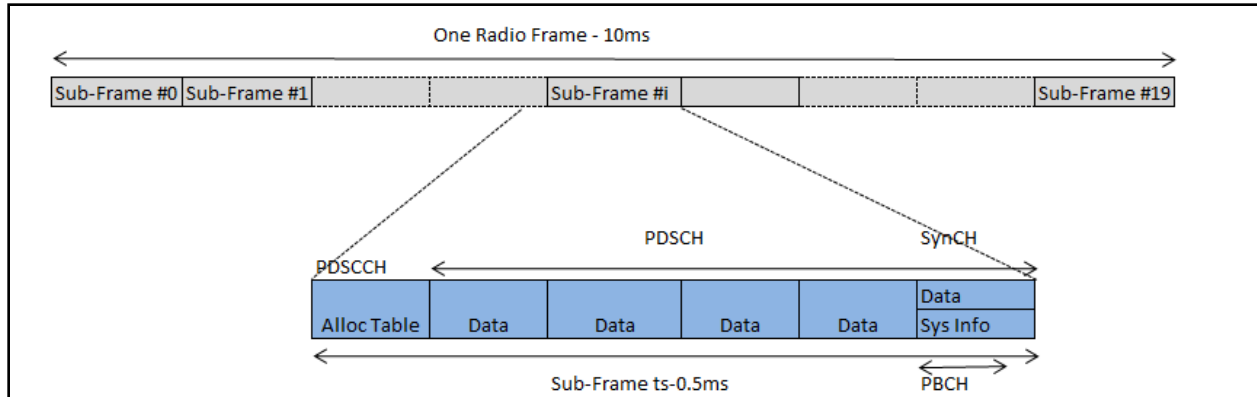 One Radio Frame - 10ms
Sub-Frame #0 Sub-Frame #1 Sub-Frame #i Sub-Frame #19
PDSCH SynCH
PDSCCH
Data
Alloc Table Data Data Data Data Sys Info
Sub-Frame ts-0.5ms PBCH